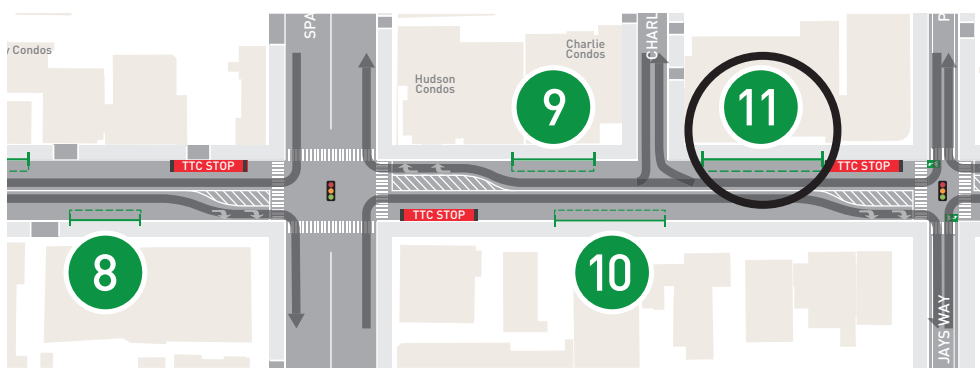 SPA
CHARL
P
y Condos
Charlie
Condos
Hudson
Condos
9
11
TTC STOP
TTC STOP
TTC STOP
8
10
JAYS WAY